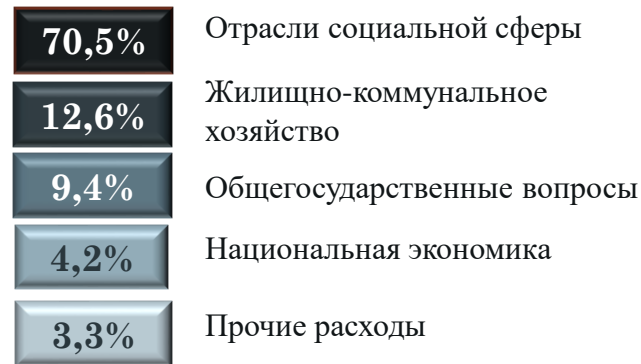 70,5% Отрасли социальной сферы
12,6% Жилищно-коммунальное
хозяйство
9,4% Общегосударственные вопросы
4,2% Национальная экономика
3,3% Прочие расходы